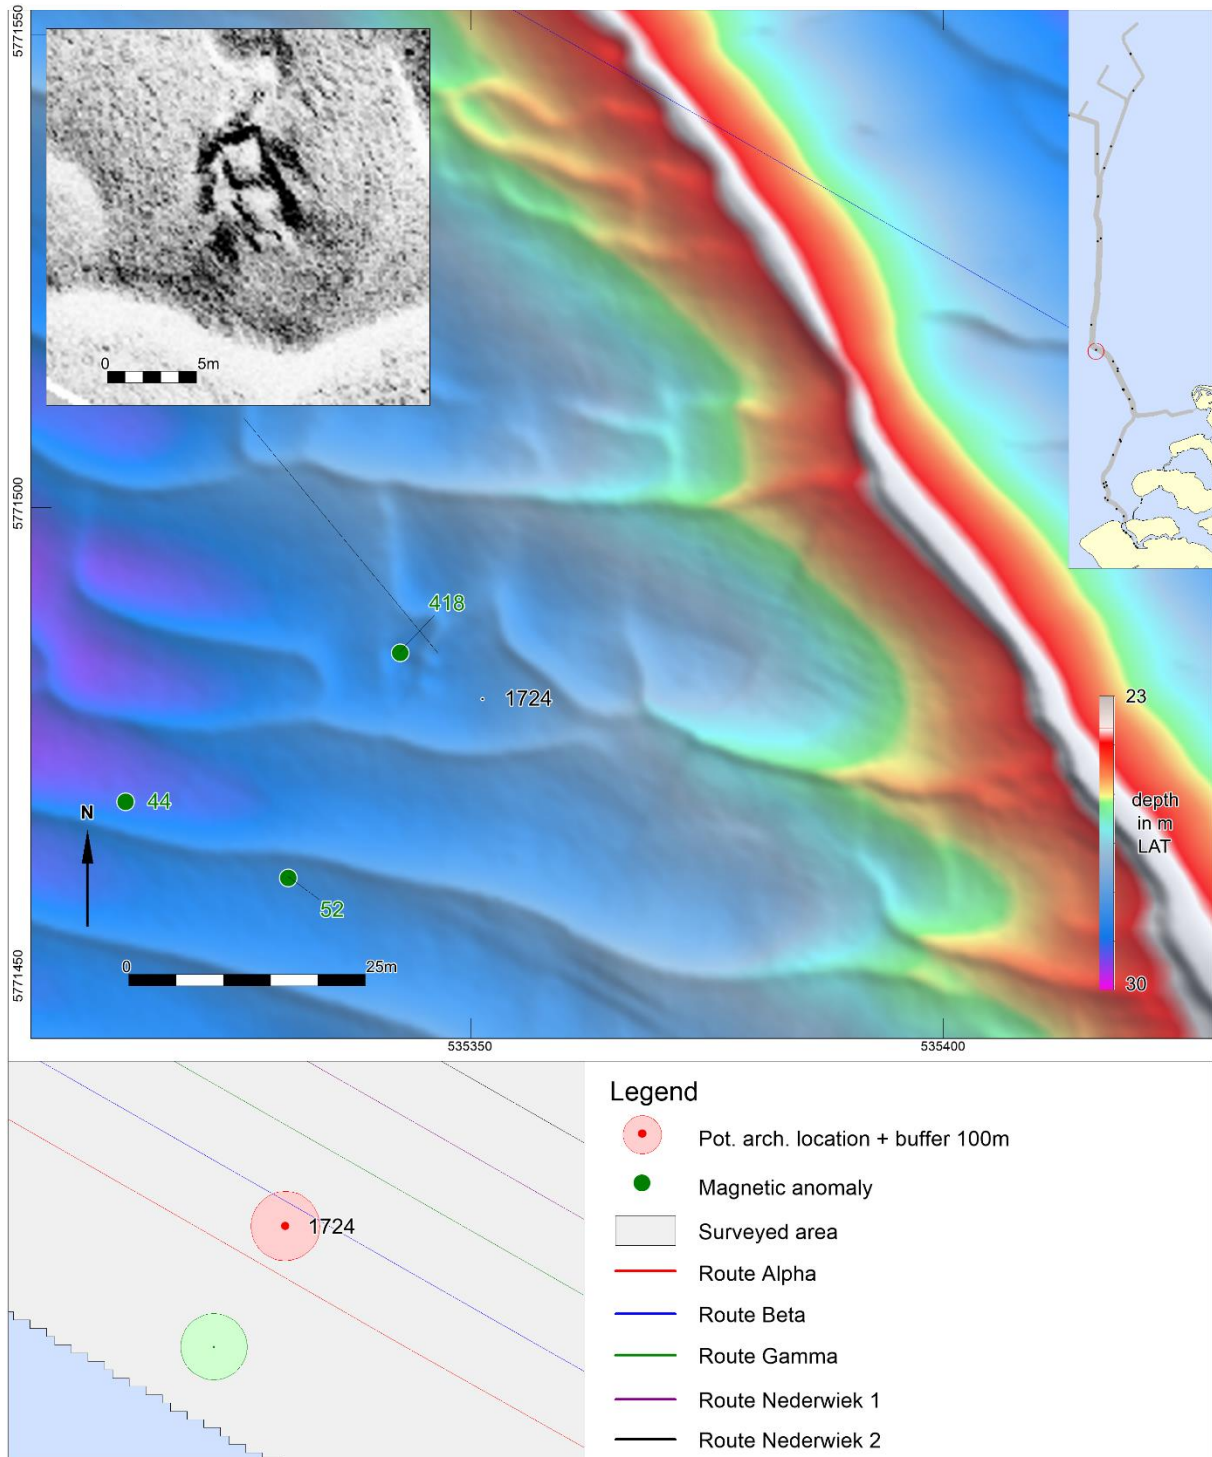 5771550
0
5m
5771500
418
1724
23
depth
in m
LAT
30
44
N
52
0
25m
5771450
535350
535400
1724
Legend
Pot. arch. location + buffer 100m
Magnetic anomaly
Surveyed area
Route Alpha
Route Beta
Route Gamma
Route Nederwiek 1
Route Nederwiek 2